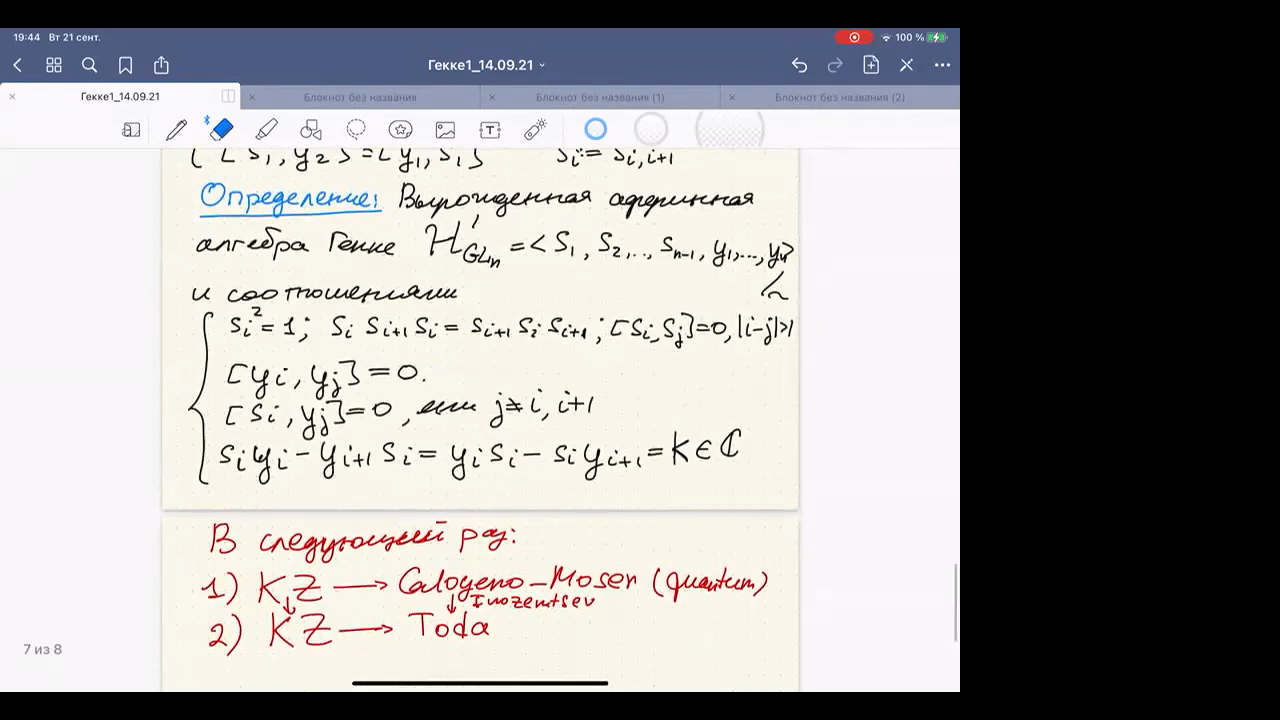 19:44 Вт 21 сент. 100 %
Гекке1_14.09.21
Гекке1_14.09.21 Блокнот без названия Блокнот без названия (1) Блокнот без названия (2)
{ [S₁, y₂] = [y₁, S₁] Sᵢ := Sᵢ,ᵢ₊₁
Определение: Вырожденная аффинная
алгебра Гекке H'_{GLₙ} = < S₁, S₂, .., Sₙ₋₁, y₁, ..., yₙ>
и соотношениями
Sᵢ² = 1; Sᵢ Sᵢ₊₁ Sᵢ = Sᵢ₊₁ Sᵢ Sᵢ₊₁; [Sᵢ, Sⱼ] = 0, |i-j|>1
[yᵢ, yⱼ] = 0.
[Sᵢ, yⱼ] = 0, если j ≠ i, i+1
Sᵢyᵢ - yᵢ₊₁Sᵢ = yᵢSᵢ - Sᵢyᵢ₊₁ = K ∈ ℂ
В следующий раз:
1) KZ → Calogero-Moser (quantum)
↓ ↓ Inozemtsev
2) KZ → Toda
7 из 8